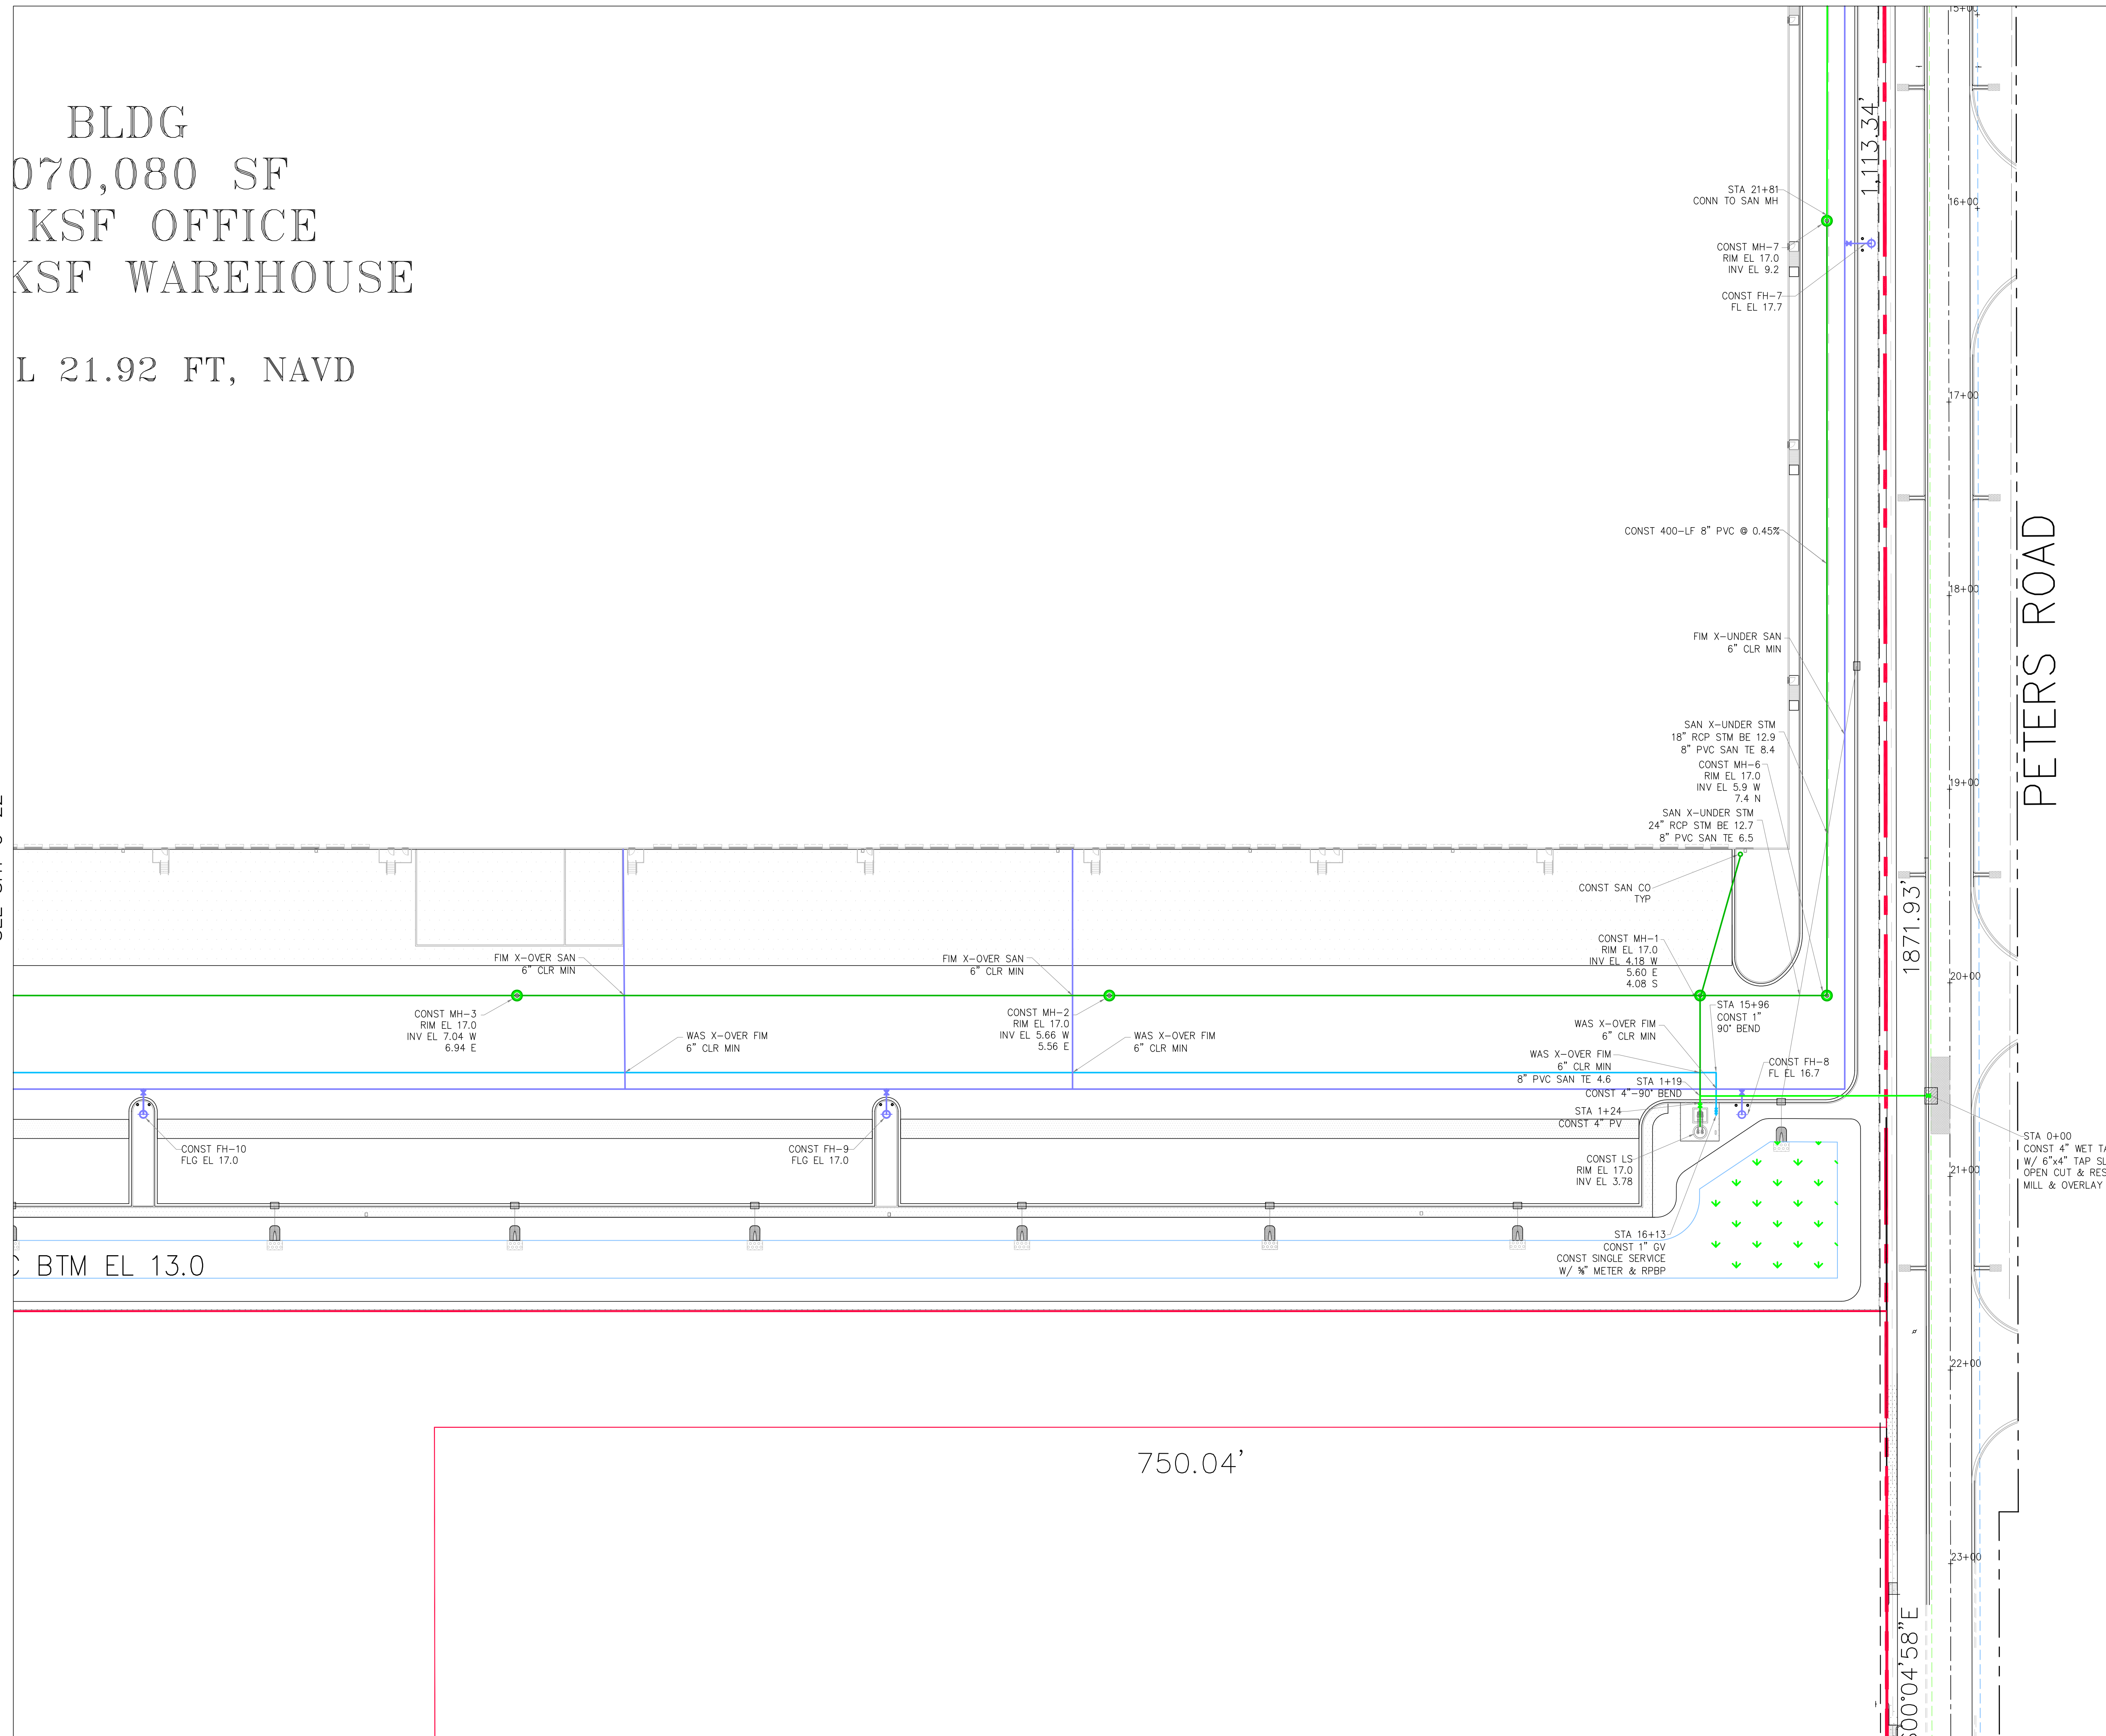 BLDG
070,080 SF
KSF OFFICE
KSF WAREHOUSE
L 21.92 FT, NAVD
15+00
1,113.34'
STA 21+81
CONN TO SAN MH
16+00
CONST MH-7
RIM EL 17.0
INV EL 9.2
CONST FH-7
FL EL 17.7
17+00
CONST 400-LF 8" PVC @ 0.45%
PETERS ROAD
18+00
FIM X-UNDER SAN
6" CLR MIN
SAN X-UNDER STM
18" RCP STM BE 12.9
8" PVC SAN TE 8.4
CONST MH-6
RIM EL 17.0
INV EL 5.9 W
7.4 N
19+00
SAN X-UNDER STM
24" RCP STM BE 12.7
8" PVC SAN TE 6.5
CONST SAN CO
TYP
1871.93'
CONST MH-1
RIM EL 17.0
INV EL 4.18 W
5.60 E
4.08 S
FIM X-OVER SAN
6" CLR MIN
FIM X-OVER SAN
6" CLR MIN
20+00
CONST MH-3
RIM EL 17.0
INV EL 7.04 W
6.94 E
WAS X-OVER FIM
6" CLR MIN
CONST MH-2
RIM EL 17.0
INV EL 5.66 W
5.56 E
WAS X-OVER FIM
6" CLR MIN
STA 15+96
CONST 1"
90° BEND
WAS X-OVER FIM
6" CLR MIN
WAS X-OVER FIM
6" CLR MIN
8" PVC SAN TE 4.6
CONST FH-8
FL EL 16.7
STA 1+19
CONST 4"-90° BEND
STA 1+24
CONST 4" PV
CONST FH-10
FLG EL 17.0
CONST FH-9
FLG EL 17.0
CONST LS
RIM EL 17.0
INV EL 3.78
STA 0+00
CONST 4" WET
W/ 6"x4" TAP
OPEN CUT &
MILL & OVERLAY
21+00
STA 16+13
CONST 1" GV
CONST SINGLE SERVICE
W/ ⅝" METER & RPBP
BTM EL 13.0
22+00
750.04'
23+00
00°04'58"E